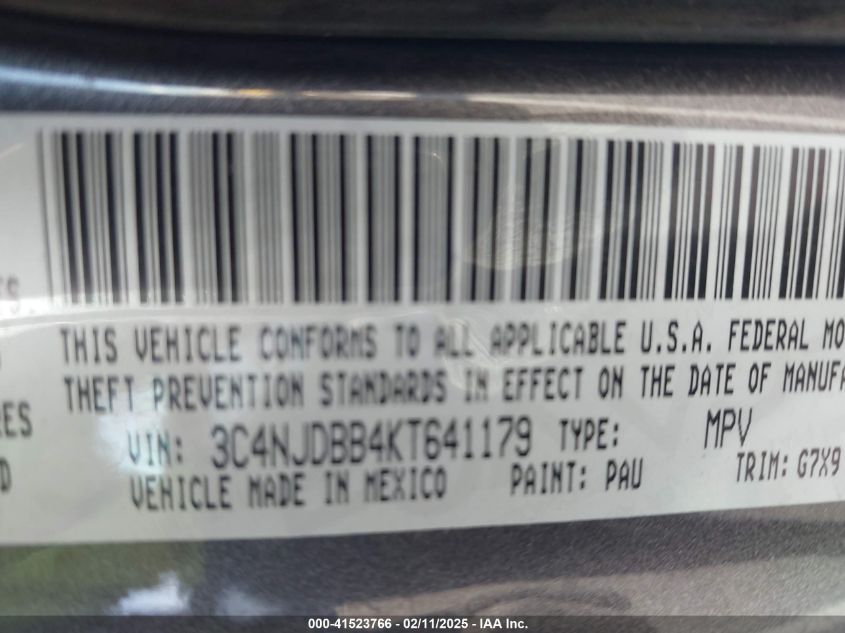 THIS VEHICLE CONFORMS TO ALL APPLICABLE U.S.A. FEDERAL MO
THEFT PREVENTION STANDARDS IN EFFECT ON THE DATE OF MANUFA
VIN: 3C4NJDBB4KT641179 TYPE: MPV
VEHICLE MADE IN MEXICO PAINT: PAU TRIM: G7X9
000-41523766 - 02/11/2025 - IAA Inc.